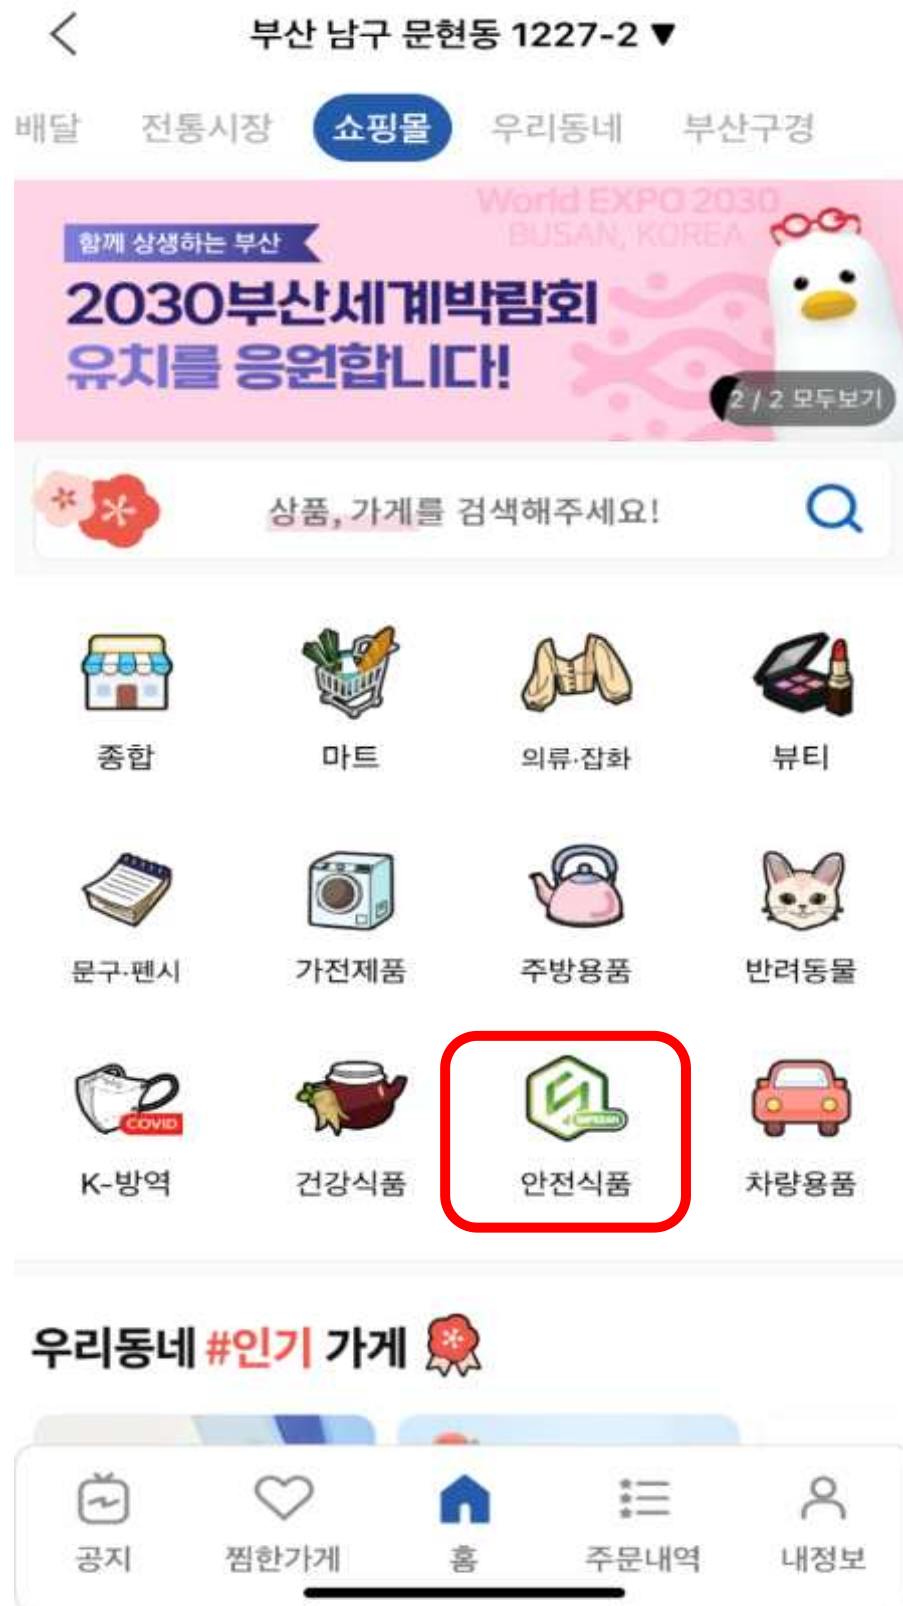 부산 남구 문현동 1227-2 ▼
배달 전통시장 쇼핑몰 우리동네 부산구경
World EXPO 2030
BUSAN, KOREA
함께 상생하는 부산
2030부산세계박람회
유치를 응원합니다!
2 / 2 모두보기
상품, 가게를 검색해주세요!
종합 마트 의류·잡화 뷰티
문구·펜시 가전제품 주방용품 반려동물
COVID
K-방역 건강식품 안전식품 차량용품
우리동네 #인기 가게
공지 찜한가게 홈 주문내역 내정보